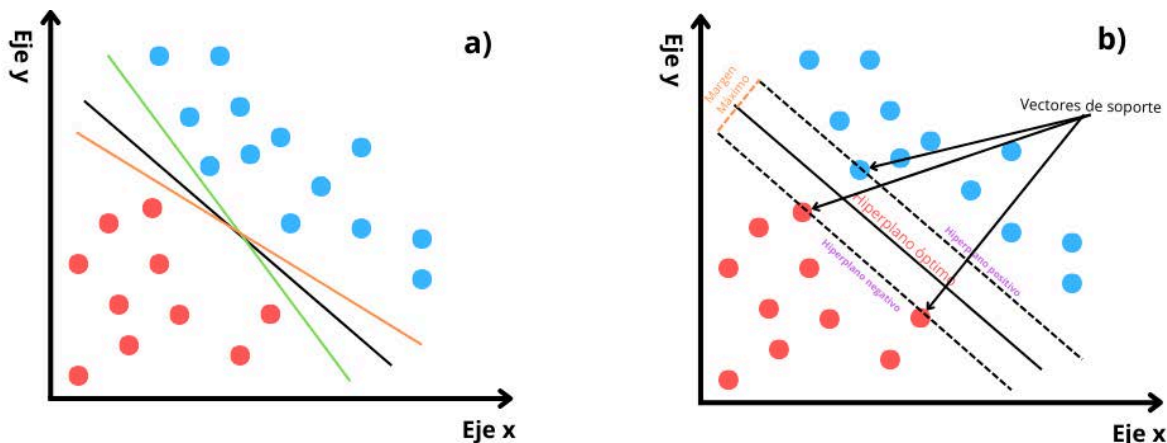 Eje y
a)
Eje x
Eje y
b)
Margen
Máximo
Vectores de soporte
Hiperplano óptimo
Hiperplano positivo
Hiperplano negativo
Eje x